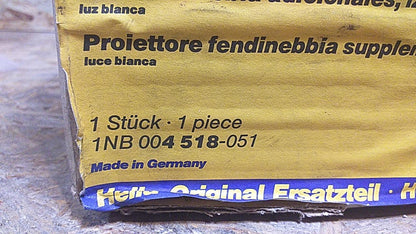 luz blanca
Proiettore fendinebbia supple
luce bianca
1 Stück · 1 piece
1NB 004 518-051
Made in Germany
Hella Original Ersatzteil · H